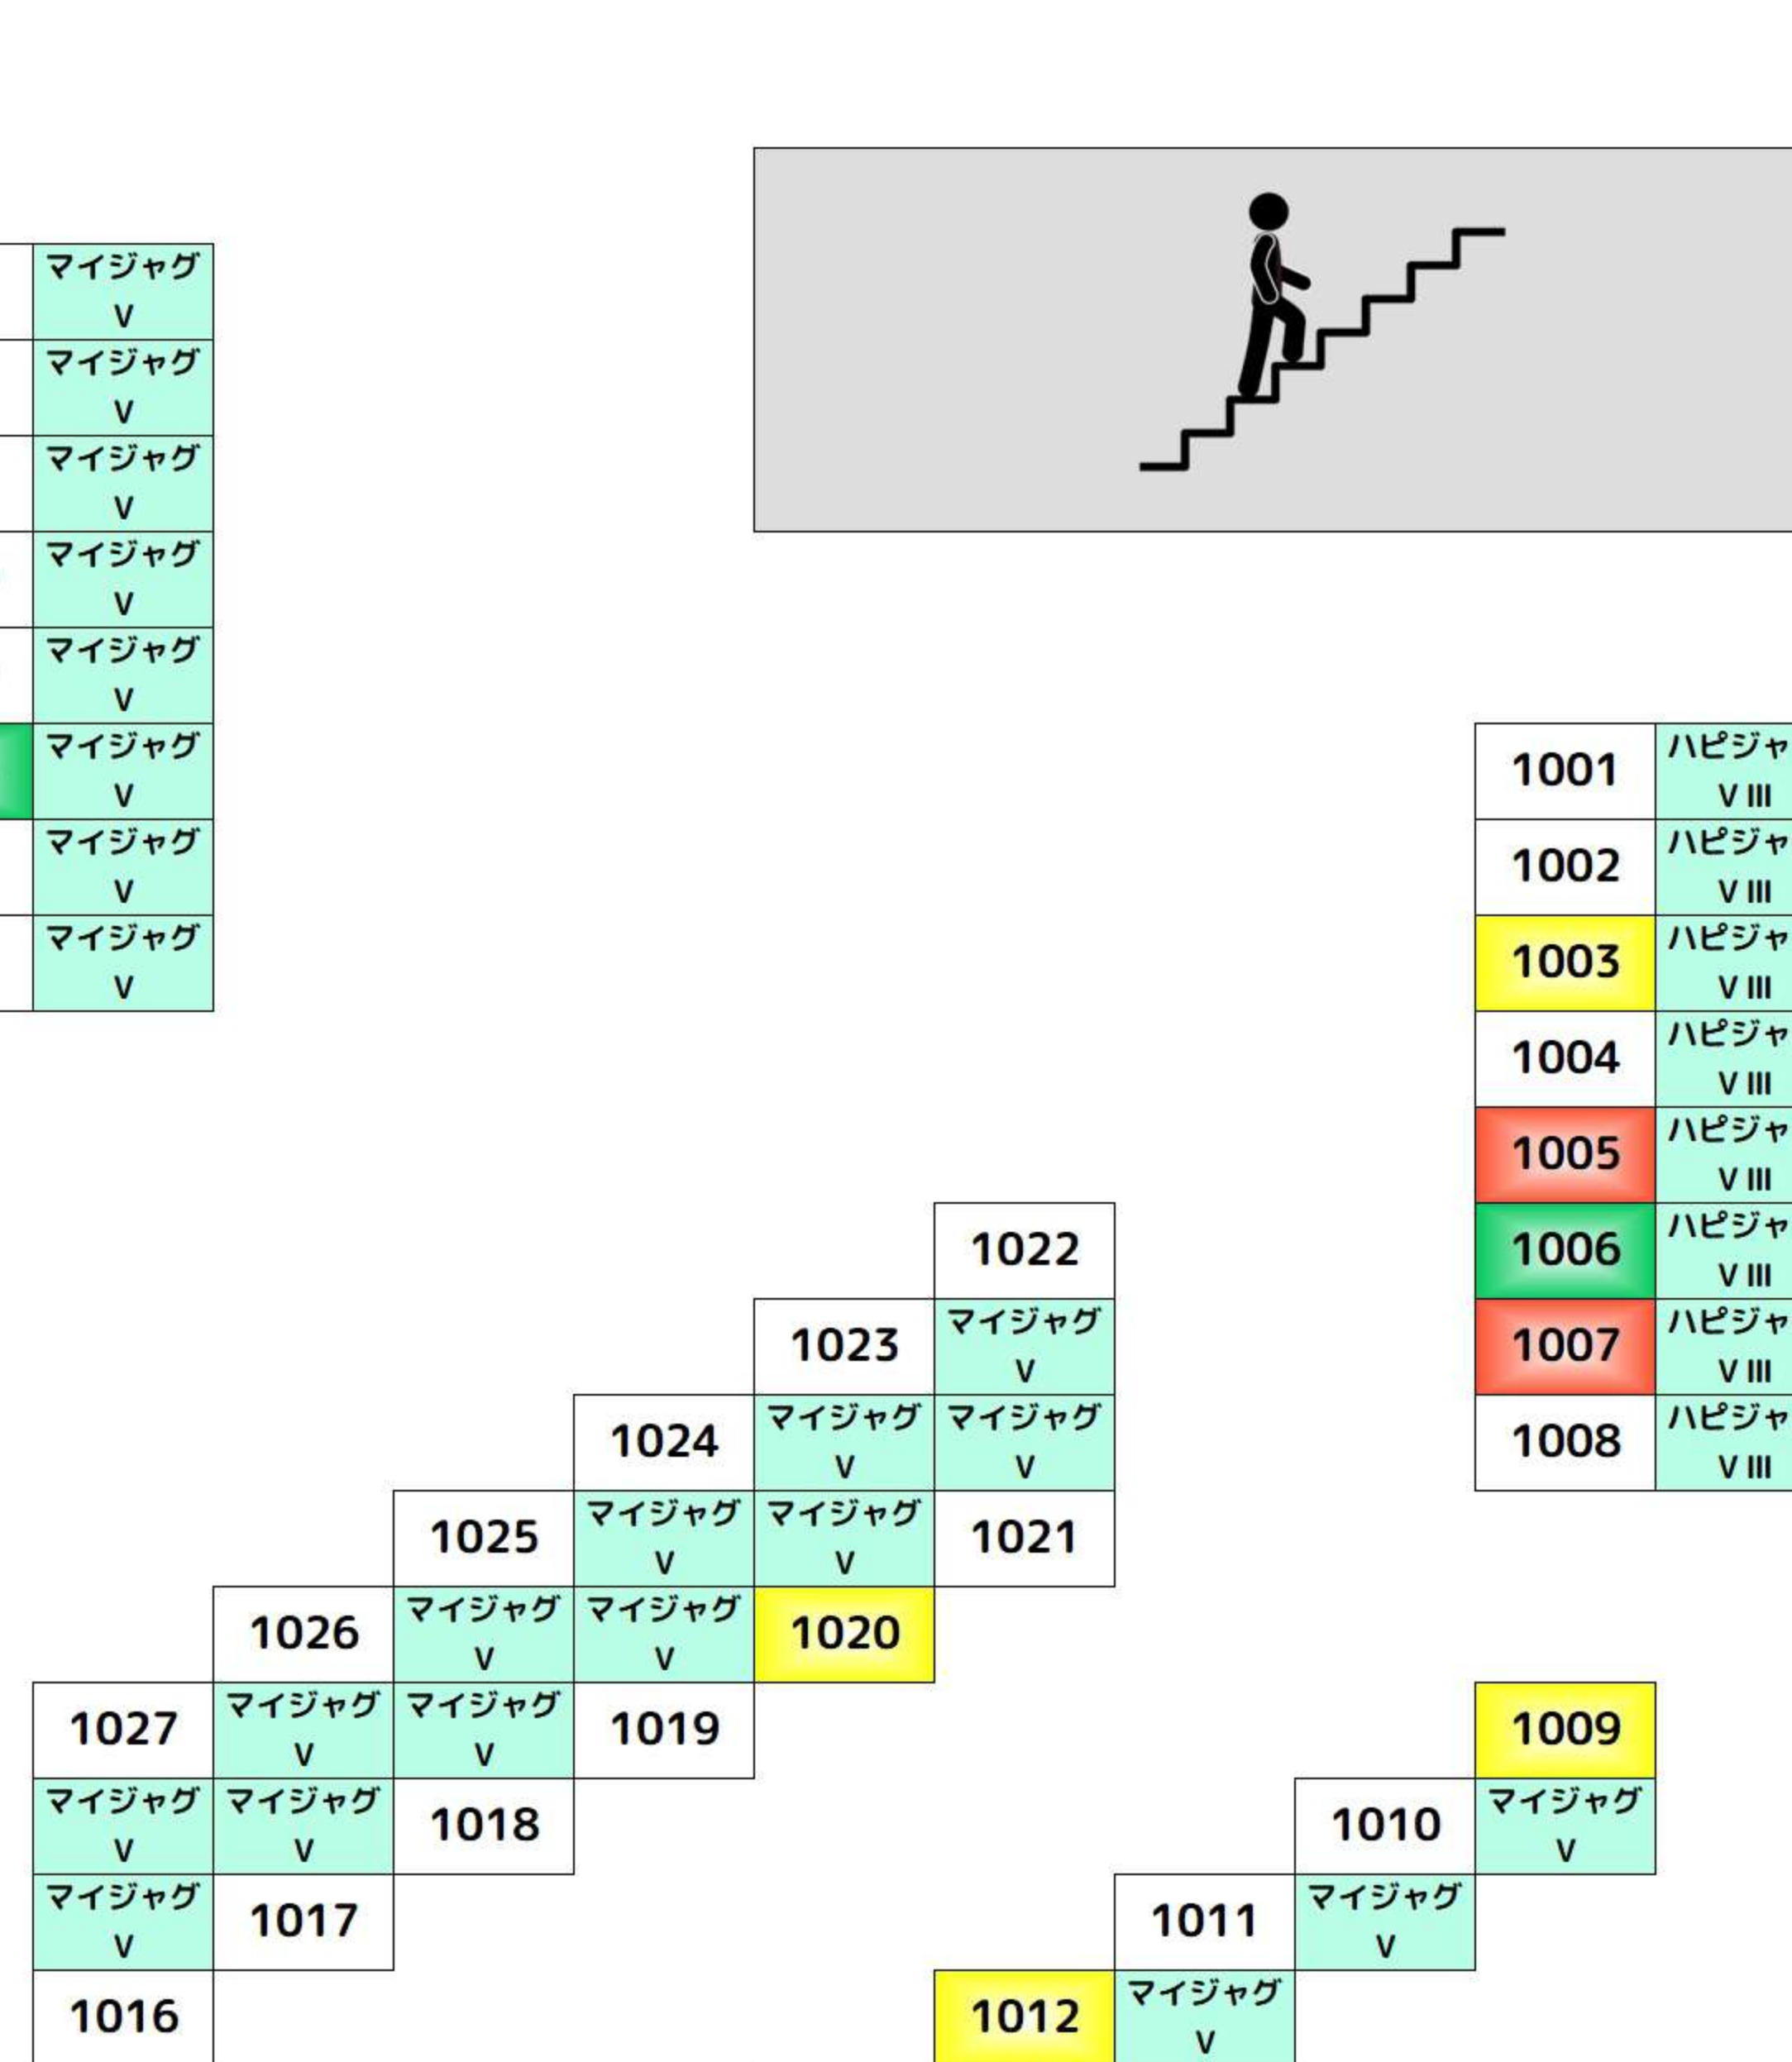 マイジャグ
V
マイジャグ
V
マイジャグ
V
マイジャグ
V
マイジャグ
V
マイジャグ
V
マイジャグ
V
マイジャグ
V
1001
ハピジャ
V III
1002
ハピジャ
V III
1003
ハピジャ
V III
1004
ハピジャ
V III
1005
ハピジャ
V III
1006
ハピジャ
V III
1007
ハピジャ
V III
1008
ハピジャ
V III
1022
1023
マイジャグ
V
1024
マイジャグ
V
マイジャグ
V
1025
マイジャグ
V
マイジャグ
V
1021
1026
マイジャグ
V
マイジャグ
V
1020
1027
マイジャグ
V
マイジャグ
V
1019
マイジャグ
V
マイジャグ
V
1018
マイジャグ
V
1017
1016
1009
1010
マイジャグ
V
1011
マイジャグ
V
1012
マイジャグ
V